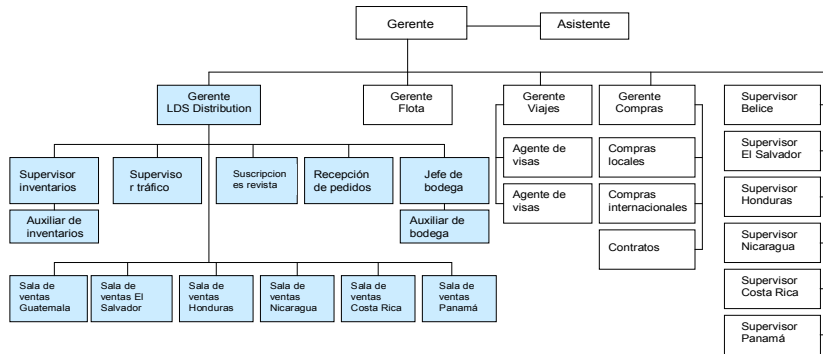 Gerente
Asistente
Gerente
LDS Distribution
Gerente
Flota
Gerente
Viajes
Gerente
Compras
Supervisor
Belice
Agente de
visas
Compras
locales
Supervisor
El Salvador
Supervisor
inventarios
Superviso
r tráfico
Suscripcion
es revista
Recepción
de pedidos
Jefe de
bodega
Agente de
visas
Compras
internacionales
Supervisor
Honduras
Auxiliar de
inventarios
Auxiliar de
bodega
Contratos
Supervisor
Nicaragua
Sala de
ventas
Guatemala
Sala de
ventas El
Salvador
Sala de
ventas
Honduras
Sala de
ventas
Nicaragua
Sala de
ventas
Costa Rica
Sala de
ventas
Panamá
Supervisor
Costa Rica
Supervisor
Panamá